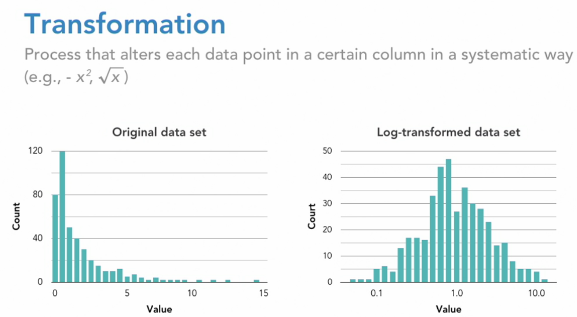 Transformation
Process that alters each data point in a certain column in a systematic way
(e.g., - x², √x)
Original data set
120
80
40
0
Count
0 5 10 15
Value
Log-transformed data set
50
40
30
20
10
0
Court
0.1 1.0 10.0
Value